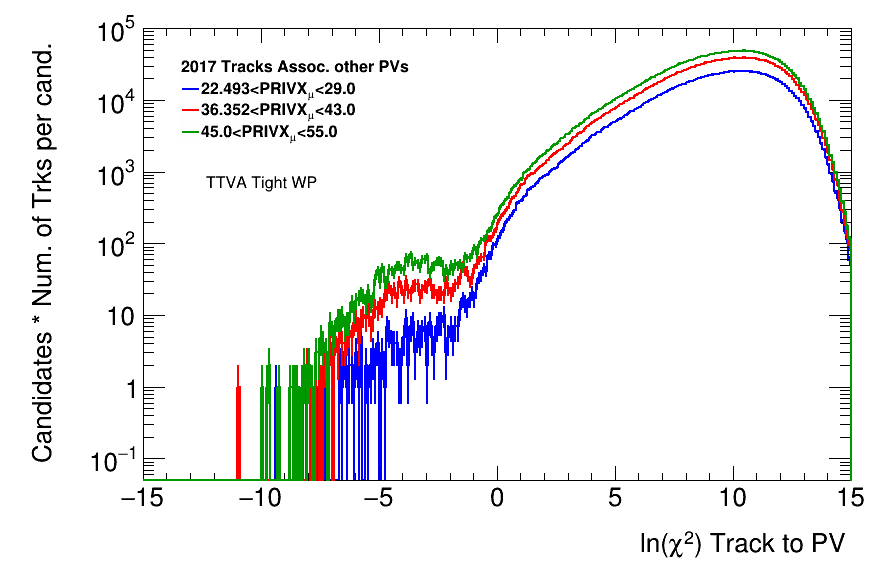 Candidates * Num. of Trks per cand.
10⁵
10⁴
10³
10²
10
1
10⁻¹
2017 Tracks Assoc. other PVs
22.493<PRIVXμ<29.0
36.352<PRIVXμ<43.0
45.0<PRIVXμ<55.0
TTVA Tight WP
−15 −10 −5 0 5 10 15
ln(χ²) Track to PV